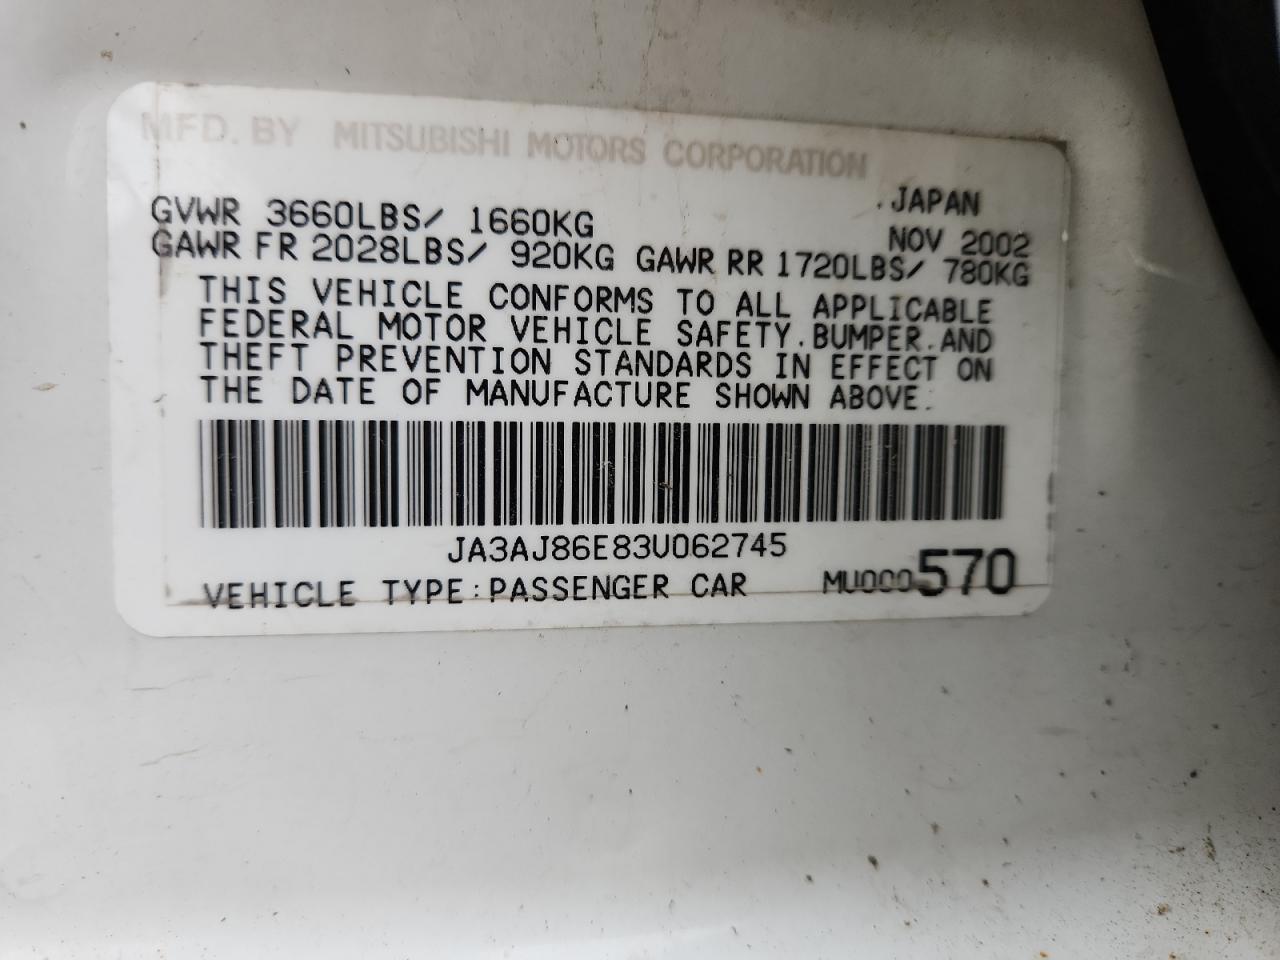 MFD. BY MITSUBISHI MOTORS CORPORATION
JAPAN
GVWR 3660LBS/ 1660KG NOV 2002
GAWR FR 2028LBS/ 920KG GAWR RR 1720LBS/ 780KG
THIS VEHICLE CONFORMS TO ALL APPLICABLE
FEDERAL MOTOR VEHICLE SAFETY.BUMPER.AND
THEFT PREVENTION STANDARDS IN EFFECT ON
THE DATE OF MANUFACTURE SHOWN ABOVE.
JA3AJ86E83U062745
VEHICLE TYPE:PASSENGER CAR MU000570